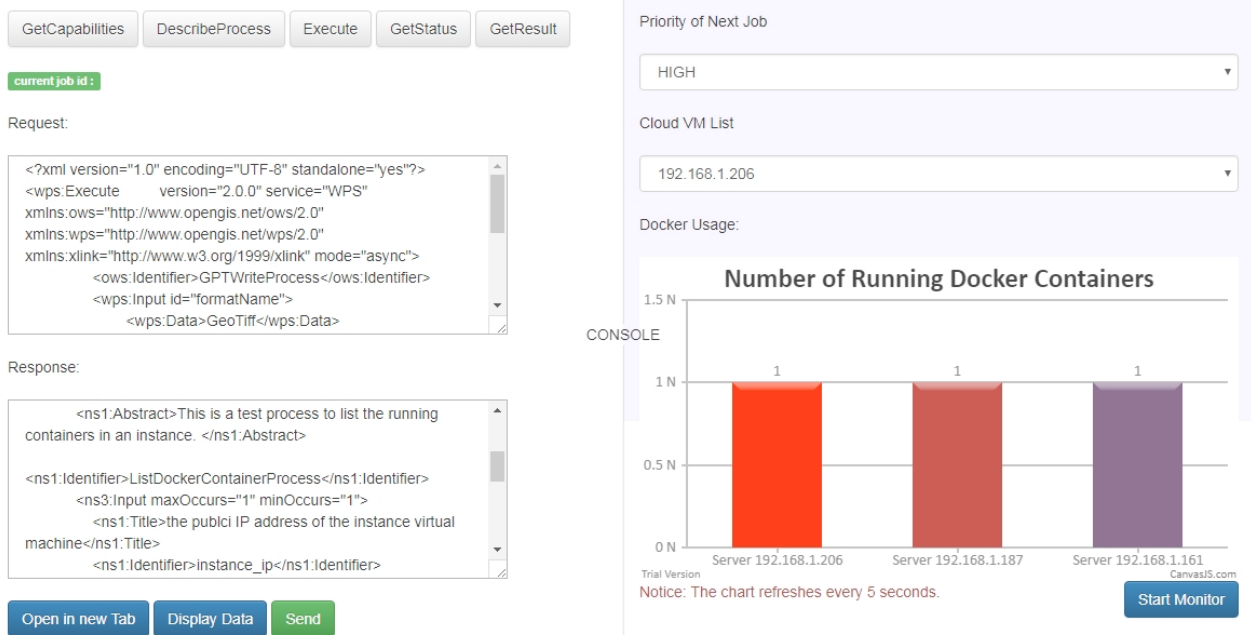 GetCapabilities DescribeProcess Execute GetStatus GetResult
current job id :
Request:
<?xml version="1.0" encoding="UTF-8" standalone="yes"?>
<wps:Execute version="2.0.0" service="WPS"
xmlns:ows="http://www.opengis.net/ows/2.0"
xmlns:wps="http://www.opengis.net/wps/2.0"
xmlns:xlink="http://www.w3.org/1999/xlink" mode="async">
<ows:Identifier>GPTWriteProcess</ows:Identifier>
<wps:Input id="formatName">
<wps:Data>GeoTiff</wps:Data>
Response:
<ns1:Abstract>This is a test process to list the running
containers in an instance. </ns1:Abstract>
<ns1:Identifier>ListDockerContainerProcess</ns1:Identifier>
<ns3:Input maxOccurs="1" minOccurs="1">
<ns1:Title>the publci IP address of the instance virtual
machine</ns1:Title>
<ns1:Identifier>instance_ip</ns1:Identifier>
Open in new Tab Display Data Send
CONSOLE
Priority of Next Job
HIGH
Cloud VM List
192.168.1.206
Docker Usage:
Number of Running Docker Containers
1.5 N
1 N
0.5 N
0 N
1 1 1
Server 192.168.1.206 Server 192.168.1.187 Server 192.168.1.161
Trial Version CanvasJS.com
Notice: The chart refreshes every 5 seconds.
Start Monitor